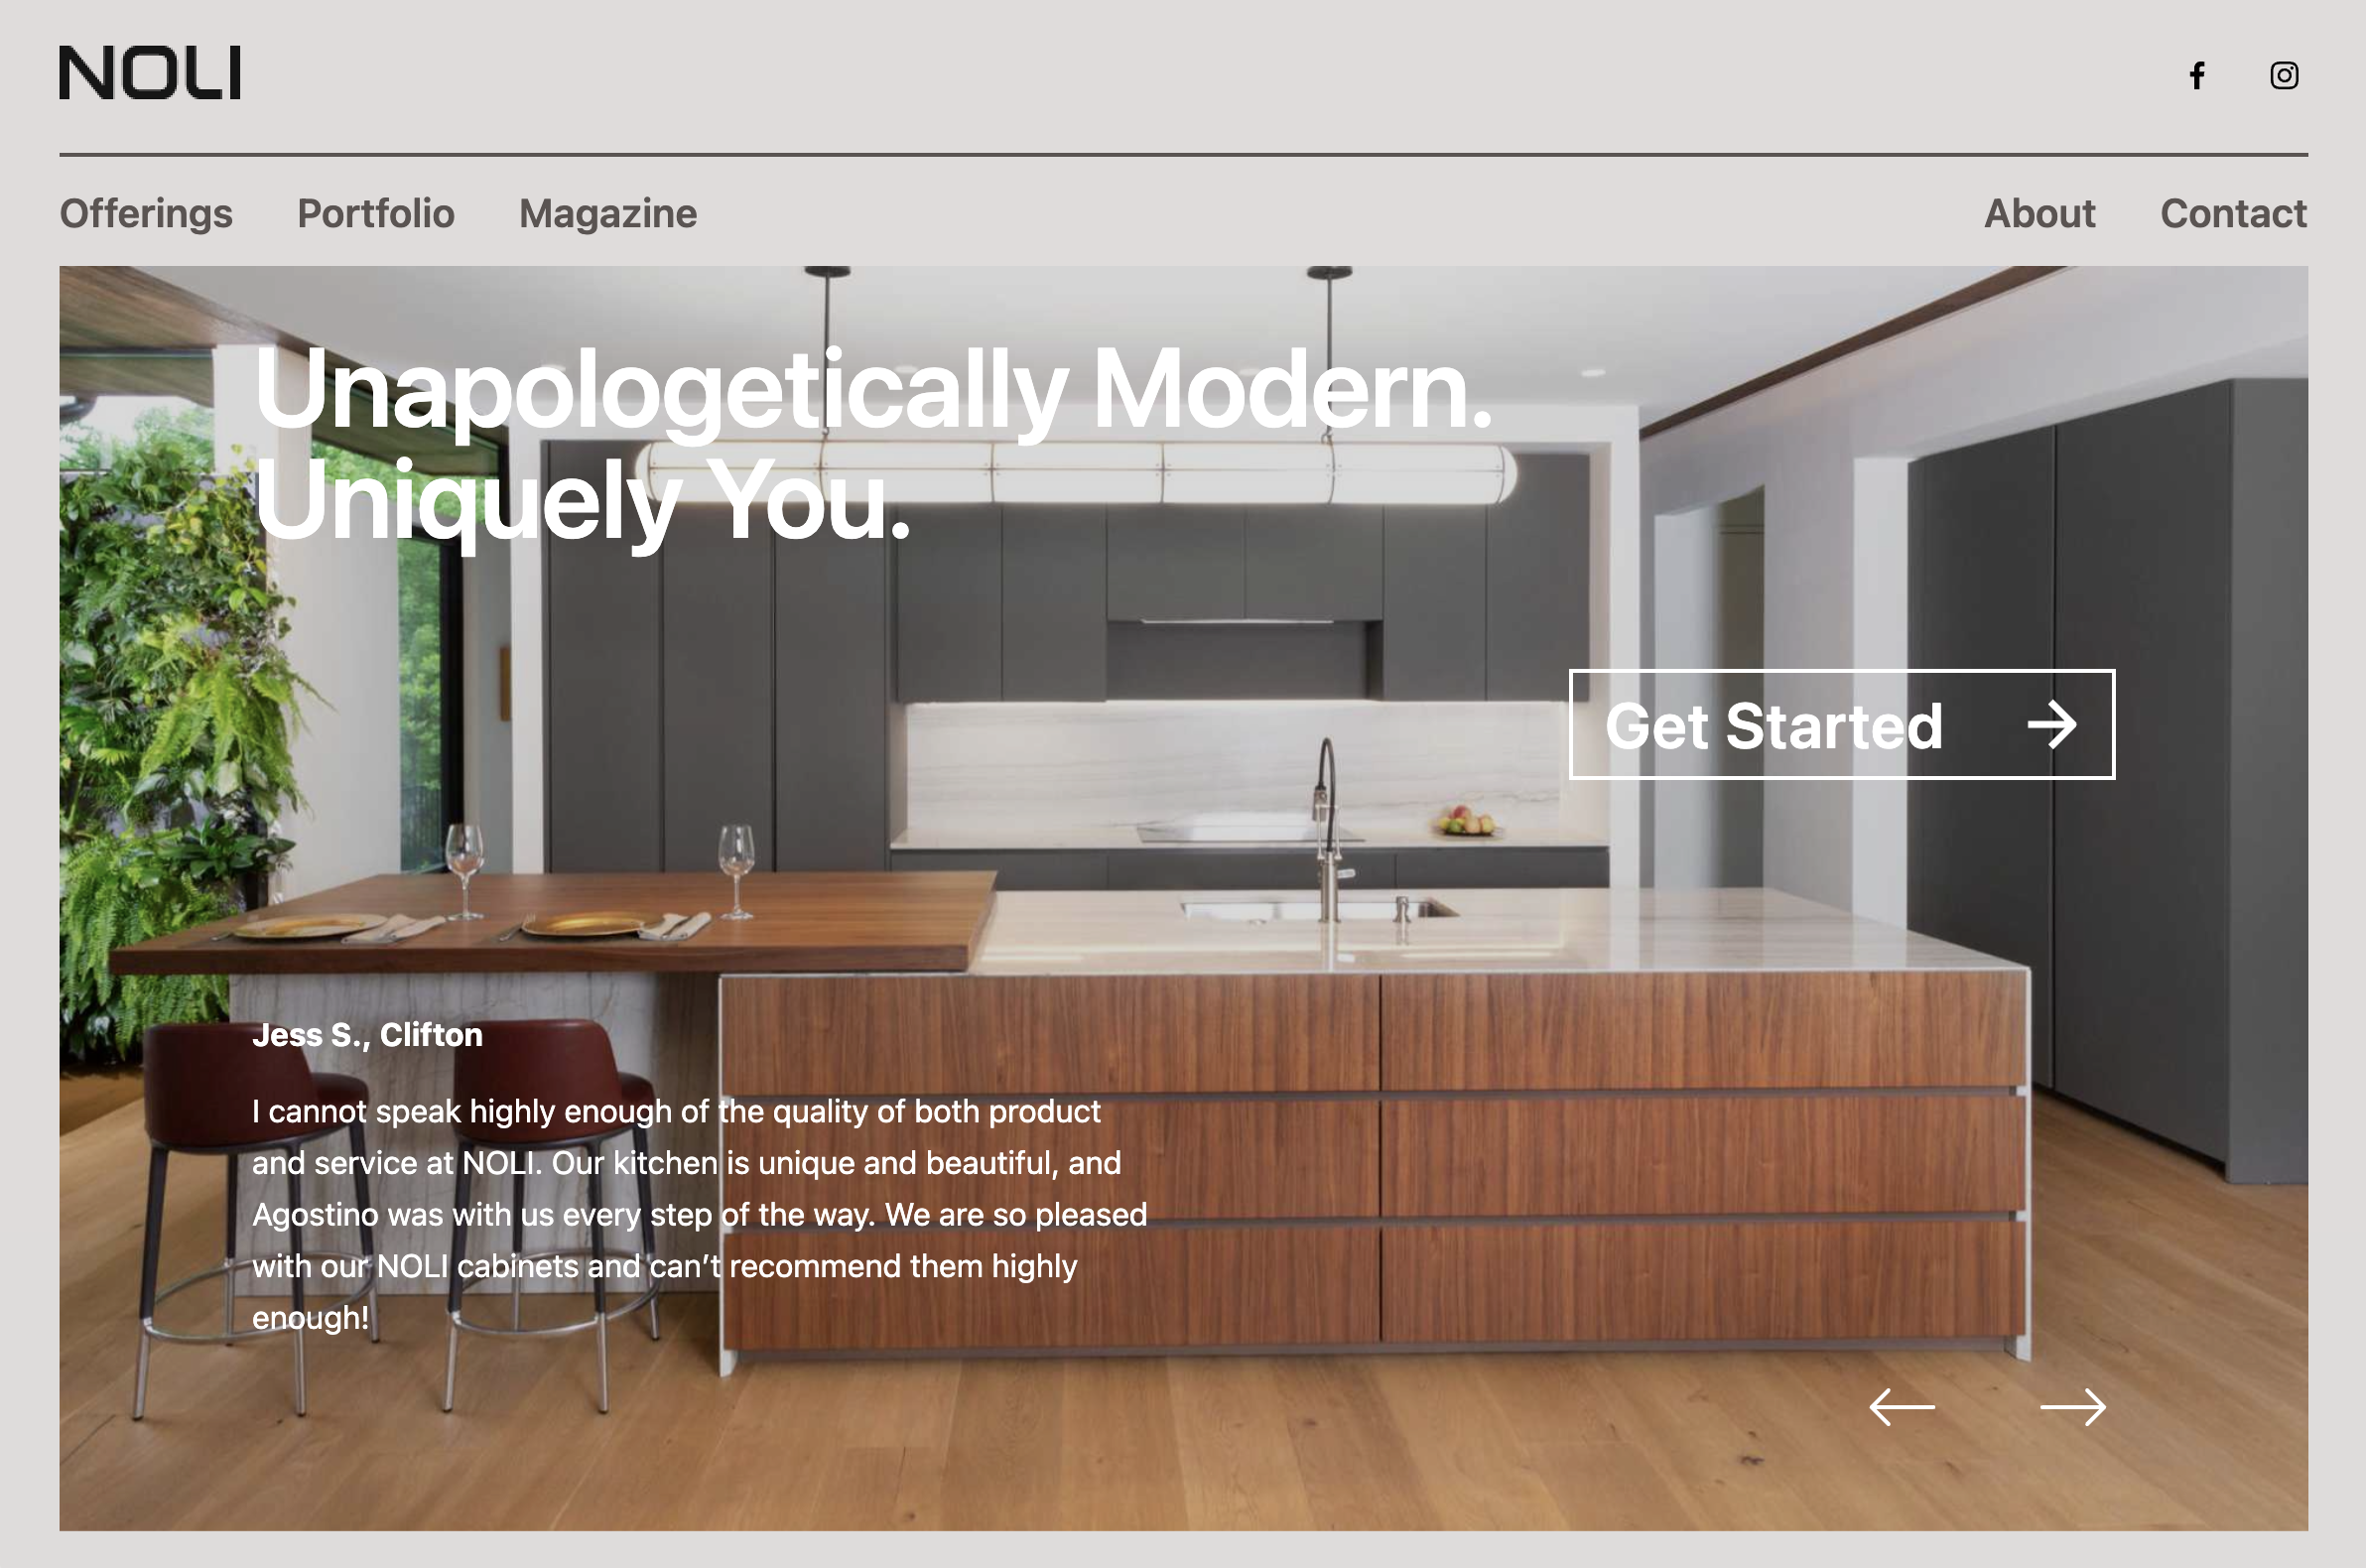 NOLI
Offerings
Portfolio
Magazine
About
Contact
Unapologetically Modern.
Uniquely You.
Get Started
Jess S., Clifton
I cannot speak highly enough of the quality of both product
and service at NOLI. Our kitchen is unique and beautiful, and
Agostino was with us every step of the way. We are so pleased
with our NOLI cabinets and can’t recommend them highly
enough!